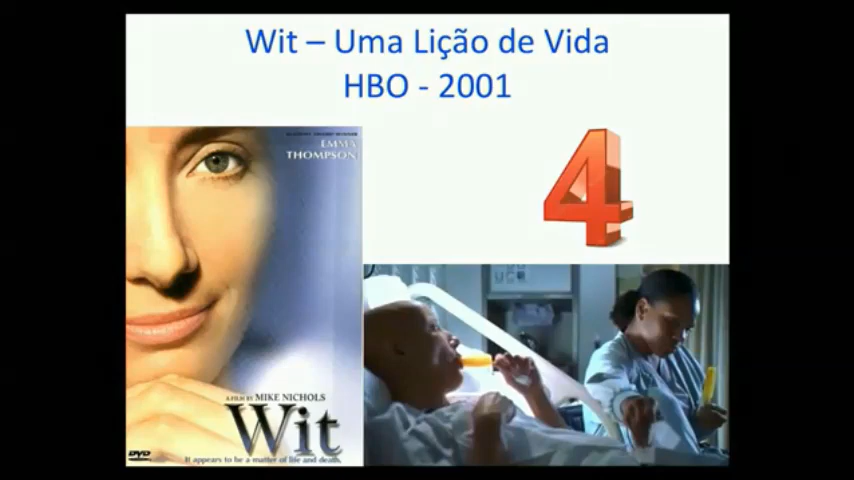 Wit – Uma Lição de Vida
HBO - 2001
4
EMMA
THOMPSON
A FILM BY MIKE NICHOLS
Wit
It appears to be a matter of life and death.
DVD